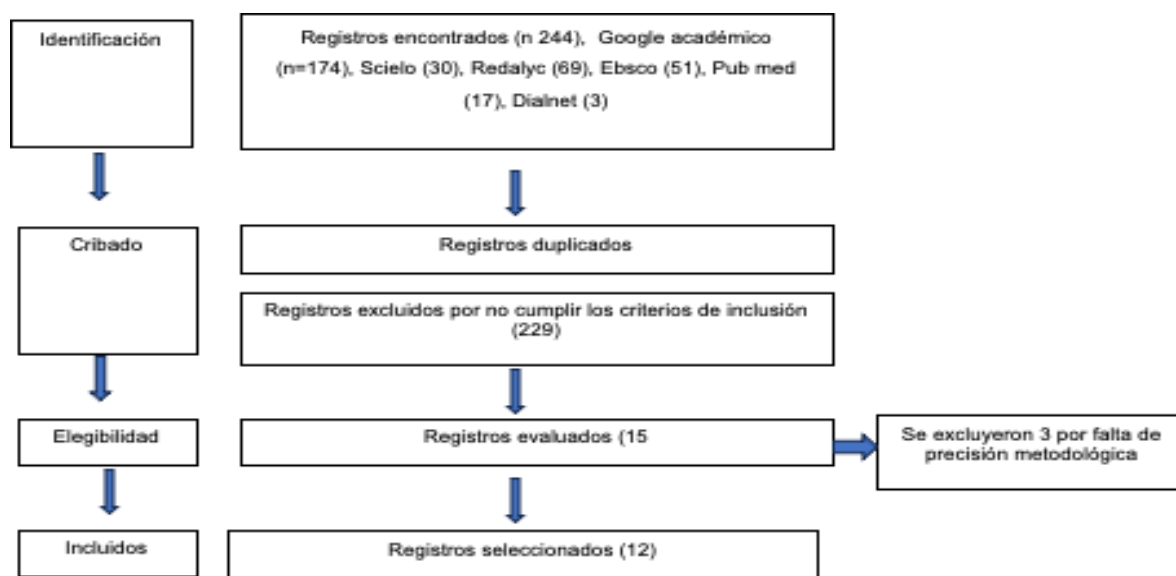 Identificación
Registros encontrados (n 244), Google académico
(n=174), Scielo (30), Redalyc (69), Ebsco (51), Pub med
(17), Dialnet (3)
Cribado
Registros duplicados
Registros excluidos por no cumplir los criterios de inclusión
(229)
Elegibilidad
Registros evaluados (15
Se excluyeron 3 por falta de
precisión metodológica
Incluidos
Registros seleccionados (12)